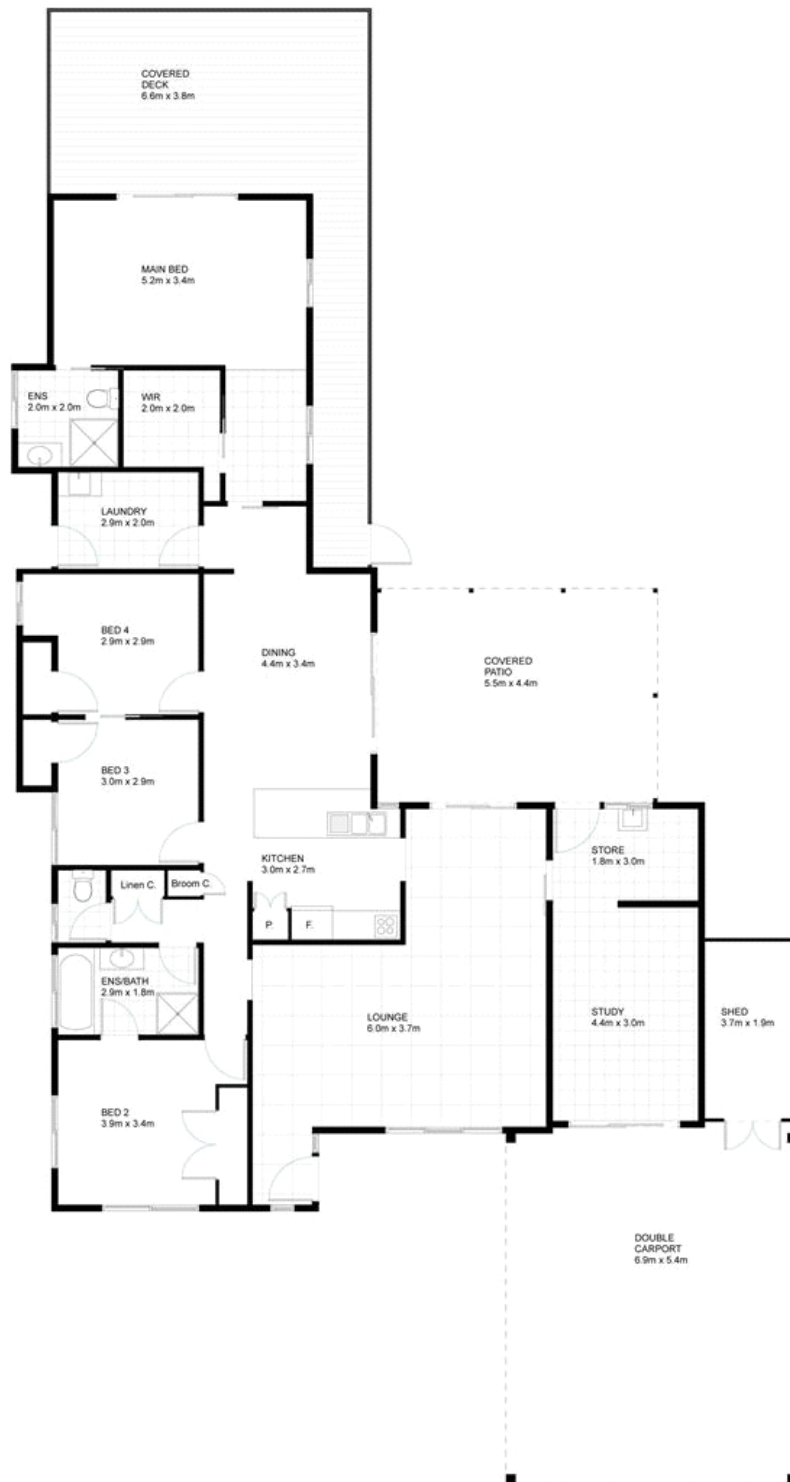 COVERED
DECK
6.6m x 3.8m
MAIN BED
5.2m x 3.4m
ENS
2.0m x 2.0m
WIR
2.0m x 2.0m
LAUNDRY
2.9m x 2.0m
BED 4
2.9m x 2.9m
DINING
4.4m x 3.4m
COVERED
PATIO
5.5m x 4.4m
BED 3
3.0m x 2.9m
KITCHEN
3.0m x 2.7m
STORE
1.8m x 3.0m
Linen C.
Broom C.
P.
F.
ENS/BATH
2.9m x 1.8m
LOUNGE
6.0m x 3.7m
STUDY
4.4m x 3.0m
SHED
3.7m x 1.9m
BED 2
3.9m x 3.4m
DOUBLE
CARPORT
6.9m x 5.4m